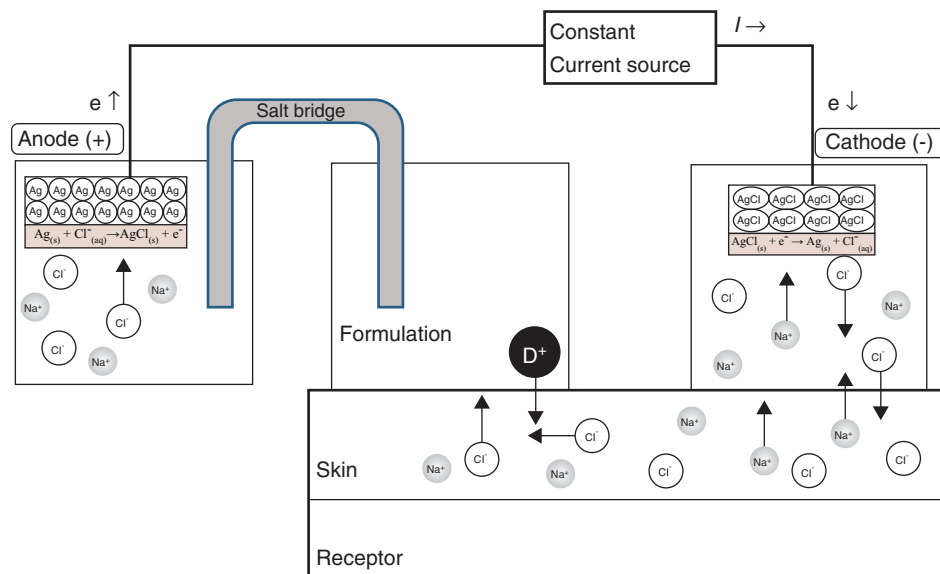 Constant
Current source
I →
e ↑
e ↓
Salt bridge
Anode (+)
Cathode (-)
Ag Ag Ag Ag Ag Ag Ag
Ag Ag Ag Ag Ag Ag Ag
Ag(s) + Cl⁻(aq)→AgCl(s) + e⁻
AgCl AgCl AgCl AgCl
AgCl AgCl AgCl AgCl
AgCl(s) + e⁻ → Ag(s) + Cl⁻(aq)
Cl⁻
Na⁺
Na⁺
Cl⁻
Cl⁻
Na⁺
Formulation
D⁺
Cl⁻
Cl⁻
Na⁺
Na⁺
Cl⁻
Na⁺
Skin
Na⁺
Cl⁻
Cl⁻
Na⁺
Cl⁻
Na⁺
Na⁺
Cl⁻
Na⁺
Cl⁻
Receptor